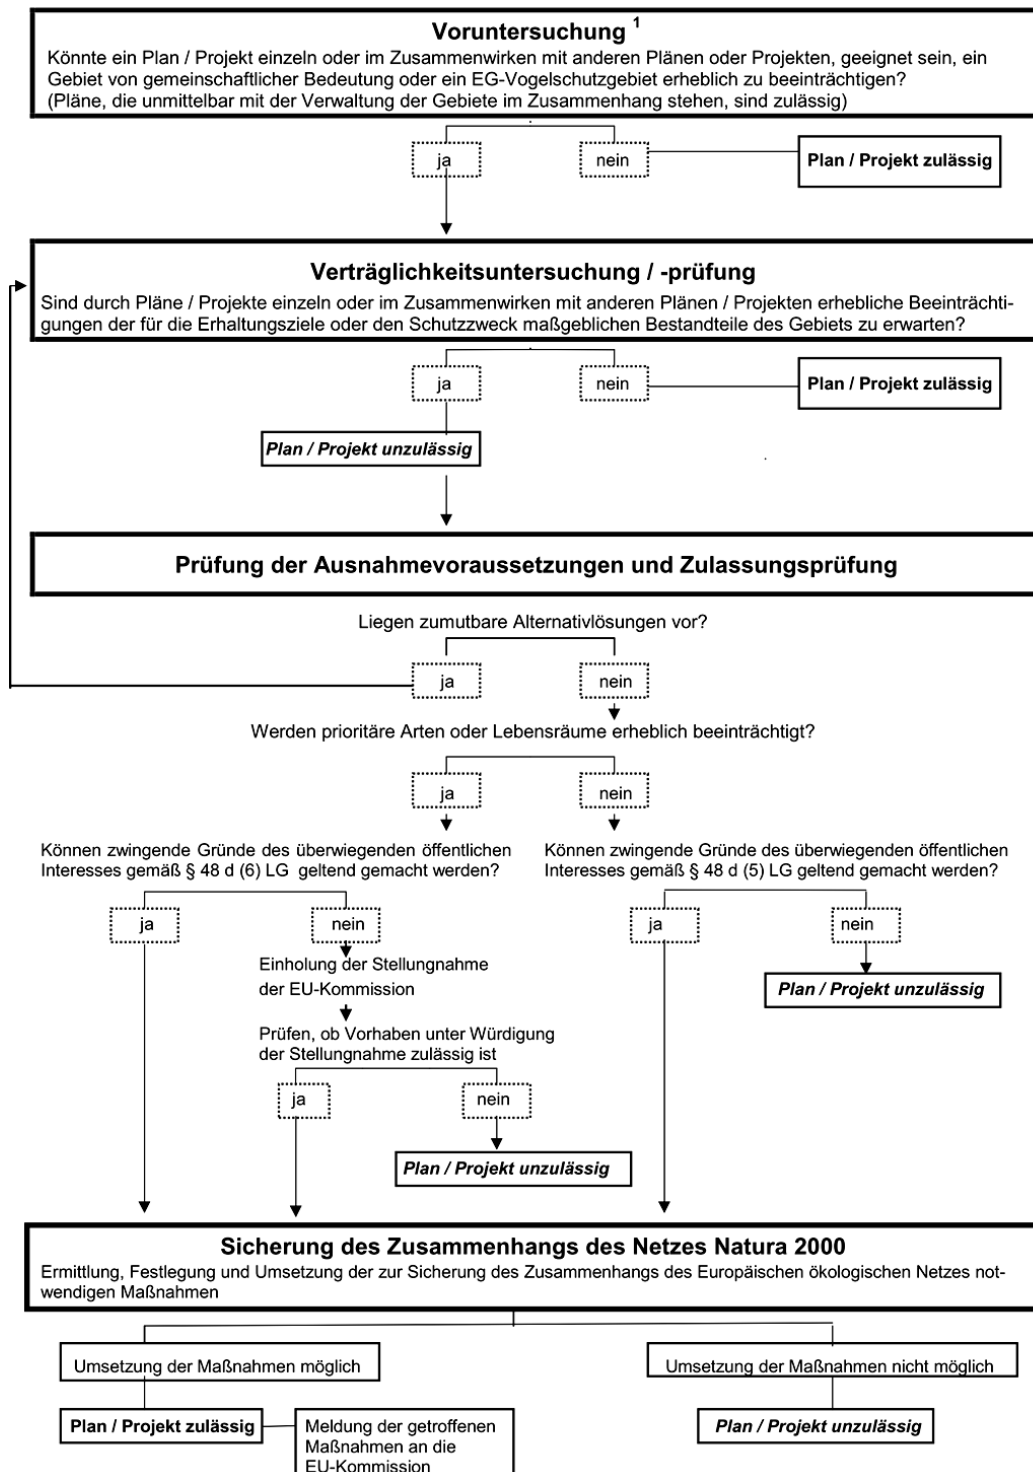 Voruntersuchung 1
Könnte ein Plan / Projekt einzeln oder im Zusammenwirken mit anderen Plänen oder Projekten, geeignet sein, ein
Gebiet von gemeinschaftlicher Bedeutung oder ein EG-Vogelschutzgebiet erheblich zu beeinträchtigen?
(Pläne, die unmittelbar mit der Verwaltung der Gebiete im Zusammenhang stehen, sind zulässig)
ja
nein
Plan / Projekt zulässig
Verträglichkeitsuntersuchung / -prüfung
Sind durch Pläne / Projekte einzeln oder im Zusammenwirken mit anderen Plänen / Projekten erhebliche Beeinträchti-
gungen der für die Erhaltungsziele oder den Schutzzweck maßgeblichen Bestandteile des Gebiets zu erwarten?
ja
nein
Plan / Projekt zulässig
Plan / Projekt unzulässig
Prüfung der Ausnahmevoraussetzungen und Zulassungsprüfung
Liegen zumutbare Alternativlösungen vor?
ja
nein
Werden prioritäre Arten oder Lebensräume erheblich beeinträchtigt?
ja
nein
Können zwingende Gründe des überwiegenden öffentlichen
Interesses gemäß § 48 d (6) LG geltend gemacht werden?
Können zwingende Gründe des überwiegenden öffentlichen
Interesses gemäß § 48 d (5) LG geltend gemacht werden?
ja
nein
ja
nein
Einholung der Stellungnahme
der EU-Kommission
Plan / Projekt unzulässig
Prüfen, ob Vorhaben unter Würdigung
der Stellungnahme zulässig ist
ja
nein
Plan / Projekt unzulässig
Sicherung des Zusammenhangs des Netzes Natura 2000
Ermittlung, Festlegung und Umsetzung der zur Sicherung des Zusammenhangs des Europäischen ökologischen Netzes not-
wendigen Maßnahmen
Umsetzung der Maßnahmen möglich
Umsetzung der Maßnahmen nicht möglich
Plan / Projekt zulässig
Meldung der getroffenen
Maßnahmen an die
EU-Kommission
Plan / Projekt unzulässig